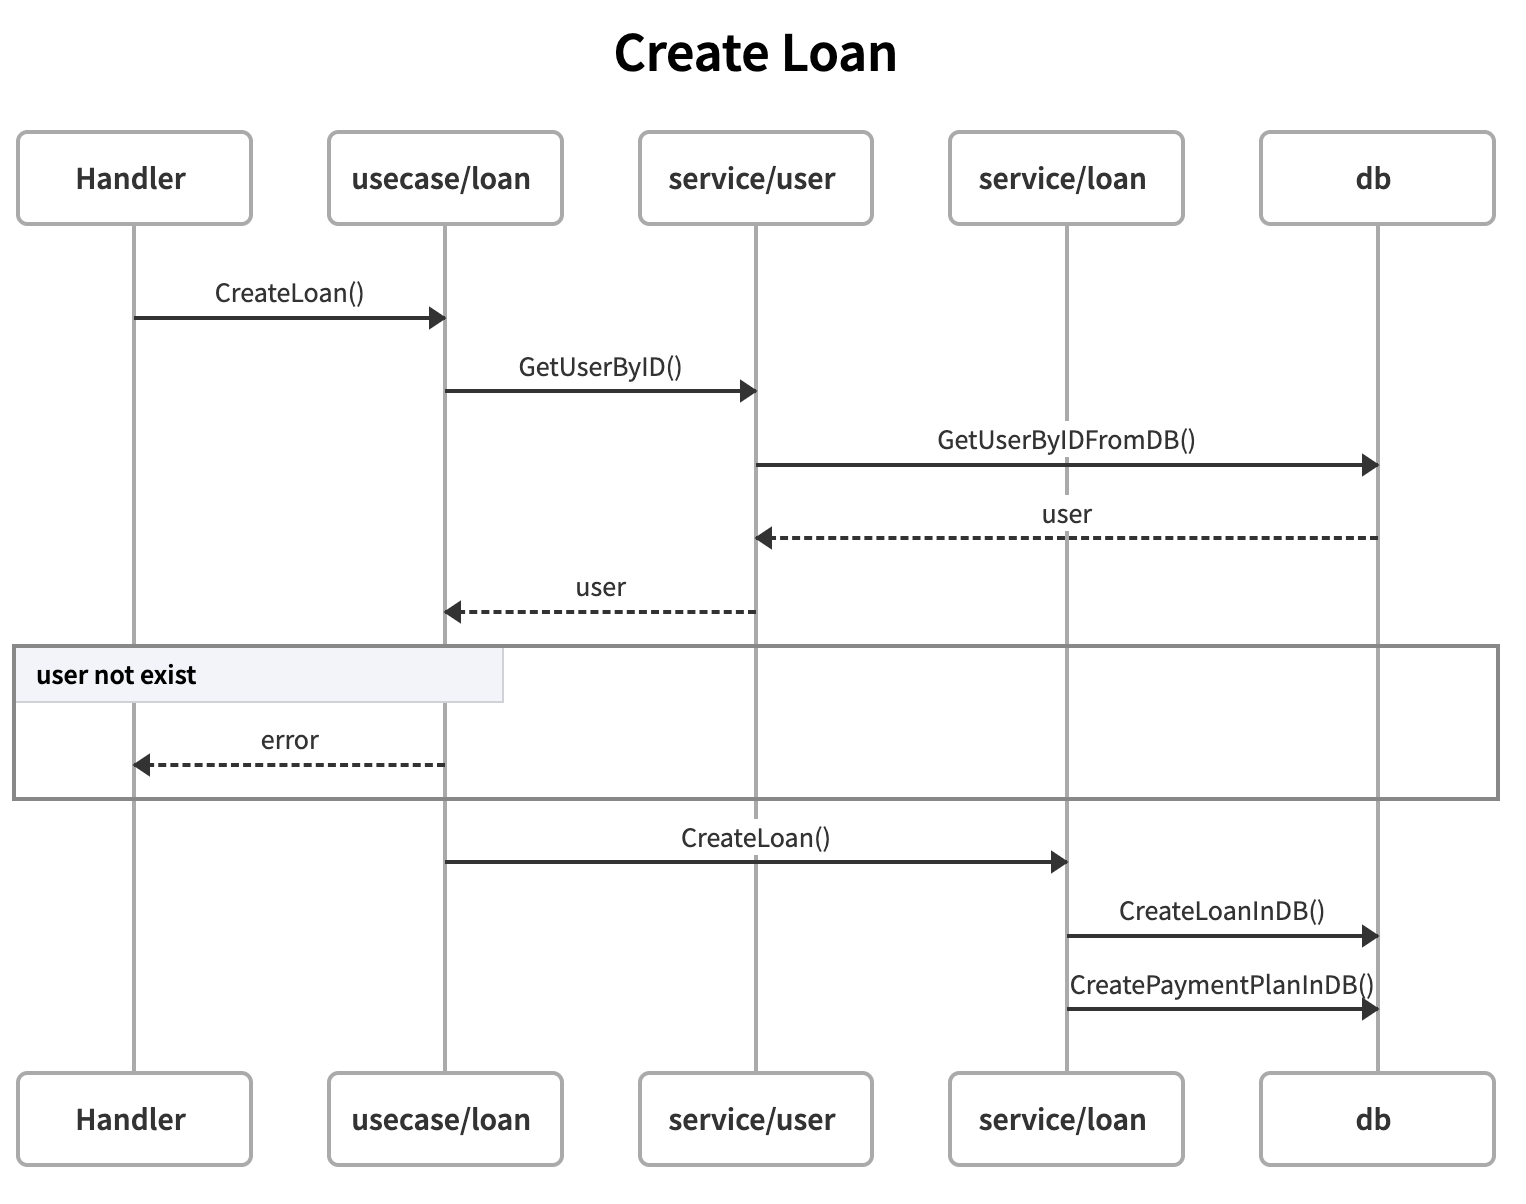 Create Loan
Handler
usecase/loan
service/user
service/loan
db
CreateLoan()
GetUserByID()
GetUserByIDFromDB()
user
user
user not exist
error
CreateLoan()
CreateLoanInDB()
CreatePaymentPlanInDB()
Handler
usecase/loan
service/user
service/loan
db